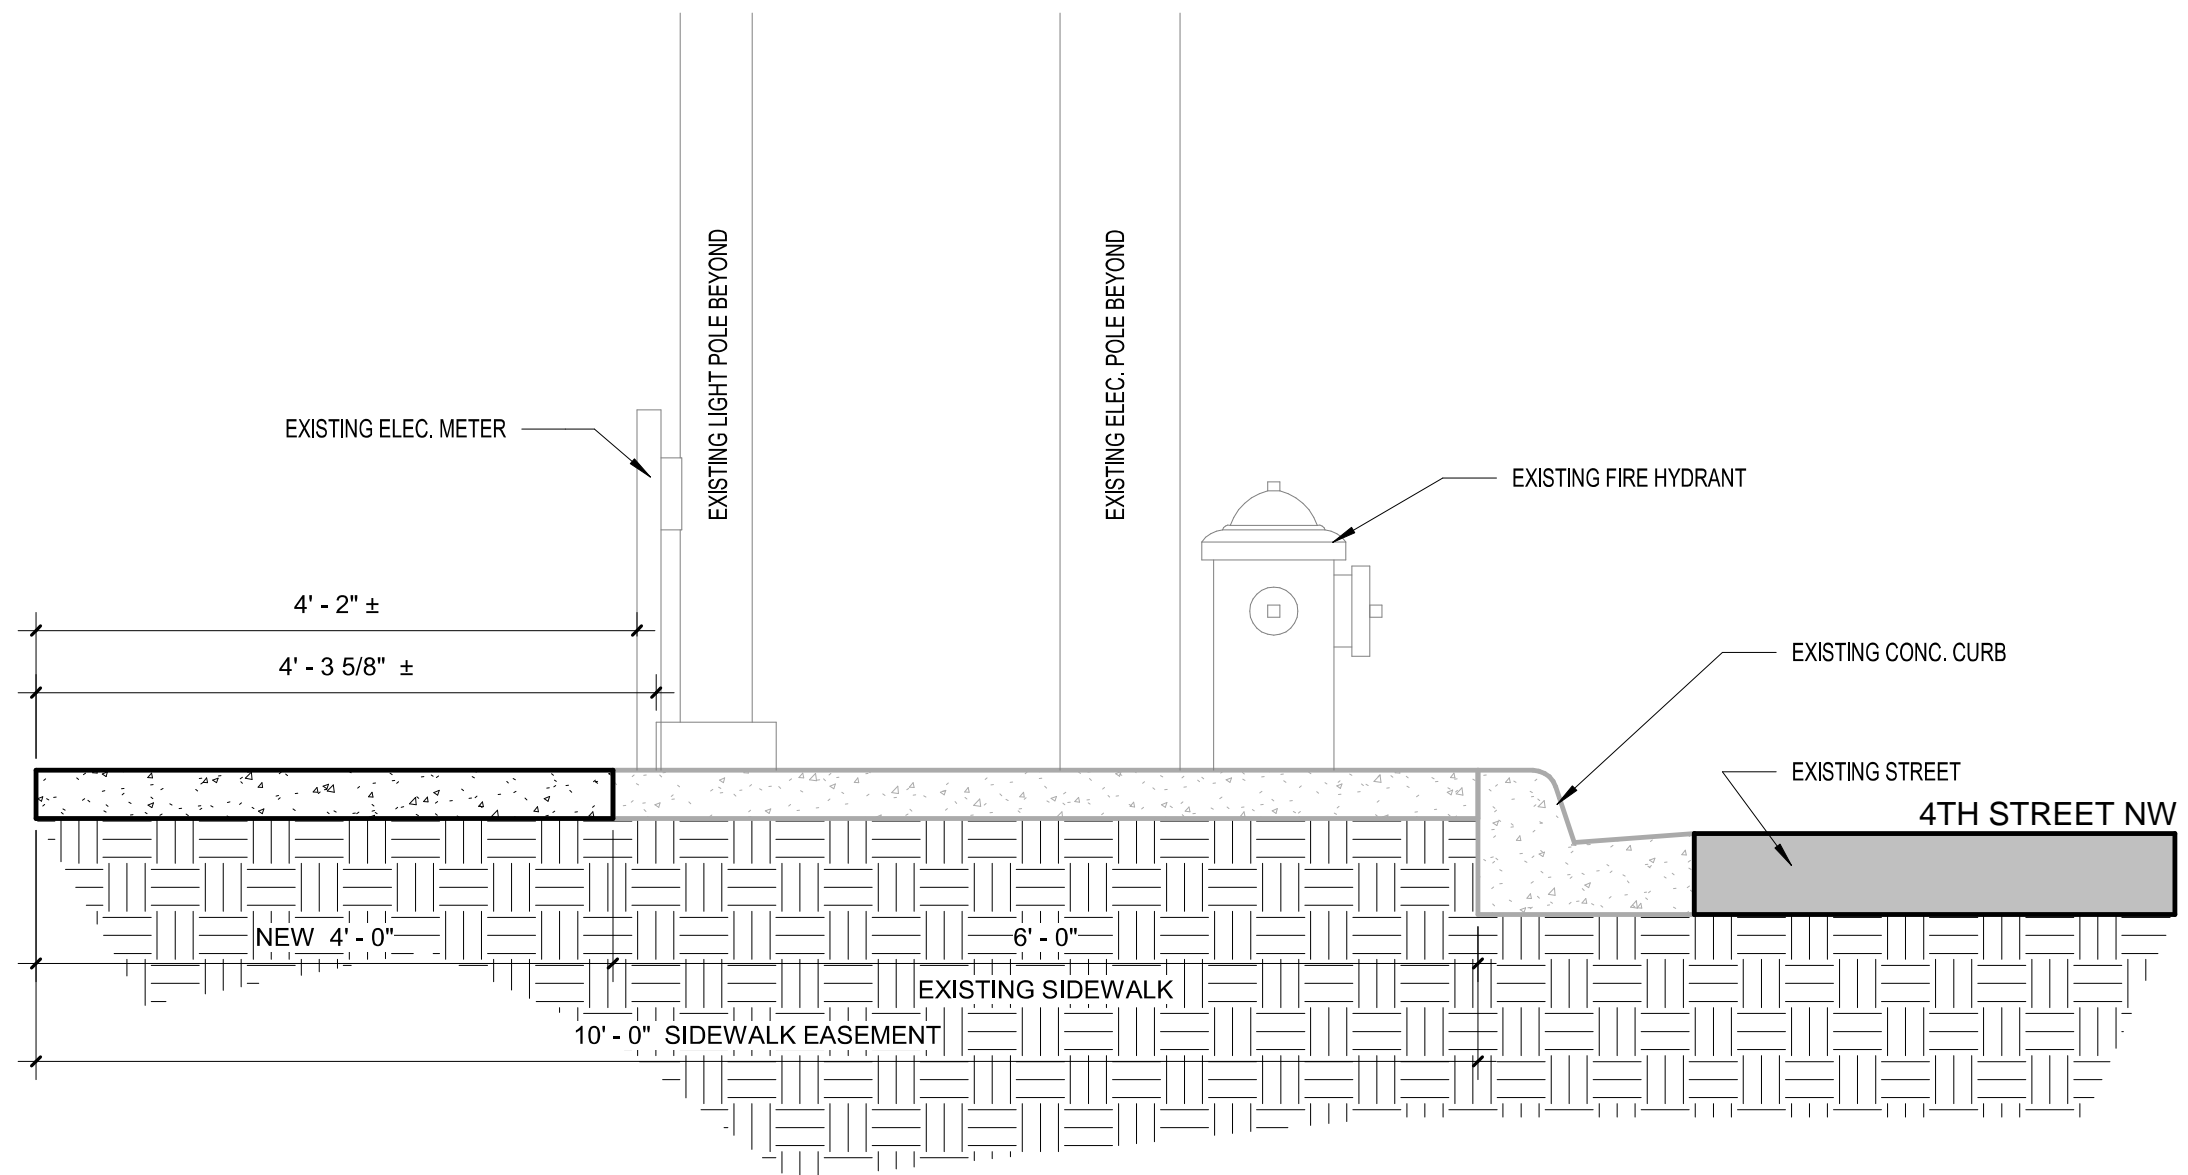 EXISTING LIGHT POLE BEYOND
EXISTING ELEC. POLE BEYOND
EXISTING ELEC. METER
EXISTING FIRE HYDRANT
4' - 2" ±
4' - 3 5/8" ±
EXISTING CONC. CURB
EXISTING STREET
4TH STREET NW
NEW 4' - 0"
6' - 0"
EXISTING SIDEWALK
10' - 0" SIDEWALK EASEMENT